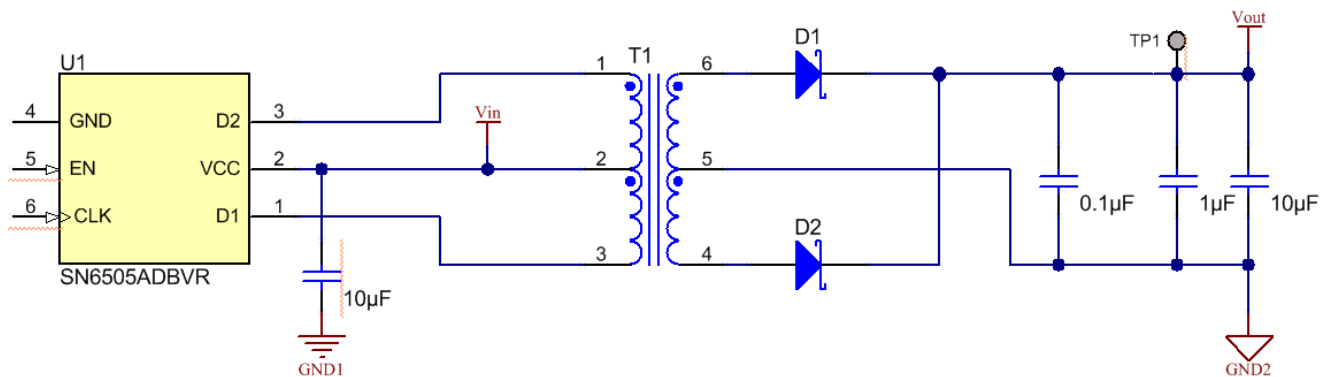 U1
4 GND D2 3
5 EN VCC 2
6 CLK D1 1
SN6505ADBVR
10µF
GND1
Vin
T1
1 6
2 5
3 4
D1
D2
TP1
Vout
0.1µF 1µF 10µF
GND2